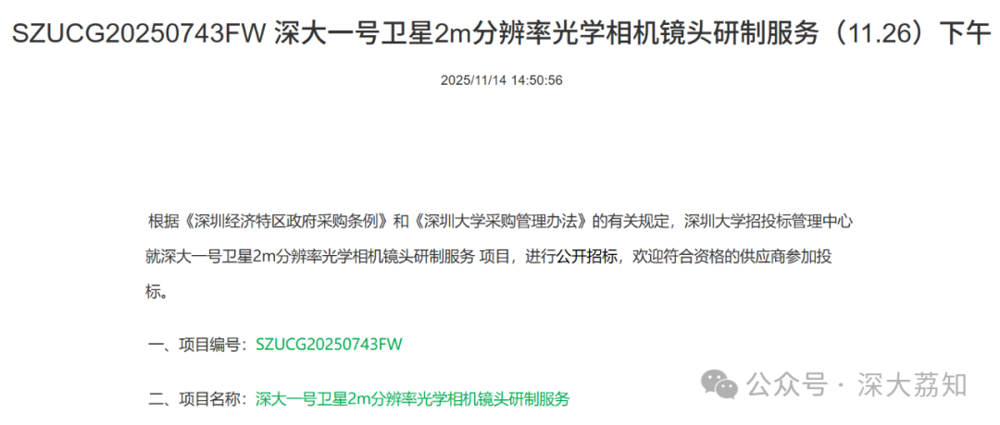 SZUCG20250743FW 深大一号卫星2m分辨率光学相机镜头研制服务（11.26）下午
2025/11/14 14:50:56
根据《深圳经济特区政府采购条例》和《深圳大学采购管理办法》的有关规定，深圳大学招投标管理中心
就深大一号卫星2m分辨率光学相机镜头研制服务 项目，进行公开招标，欢迎符合资格的供应商参加投
标。
一、项目编号：SZUCG20250743FW
二、项目名称：深大一号卫星2m分辨率光学相机镜头研制服务
公众号 · 深大荔知